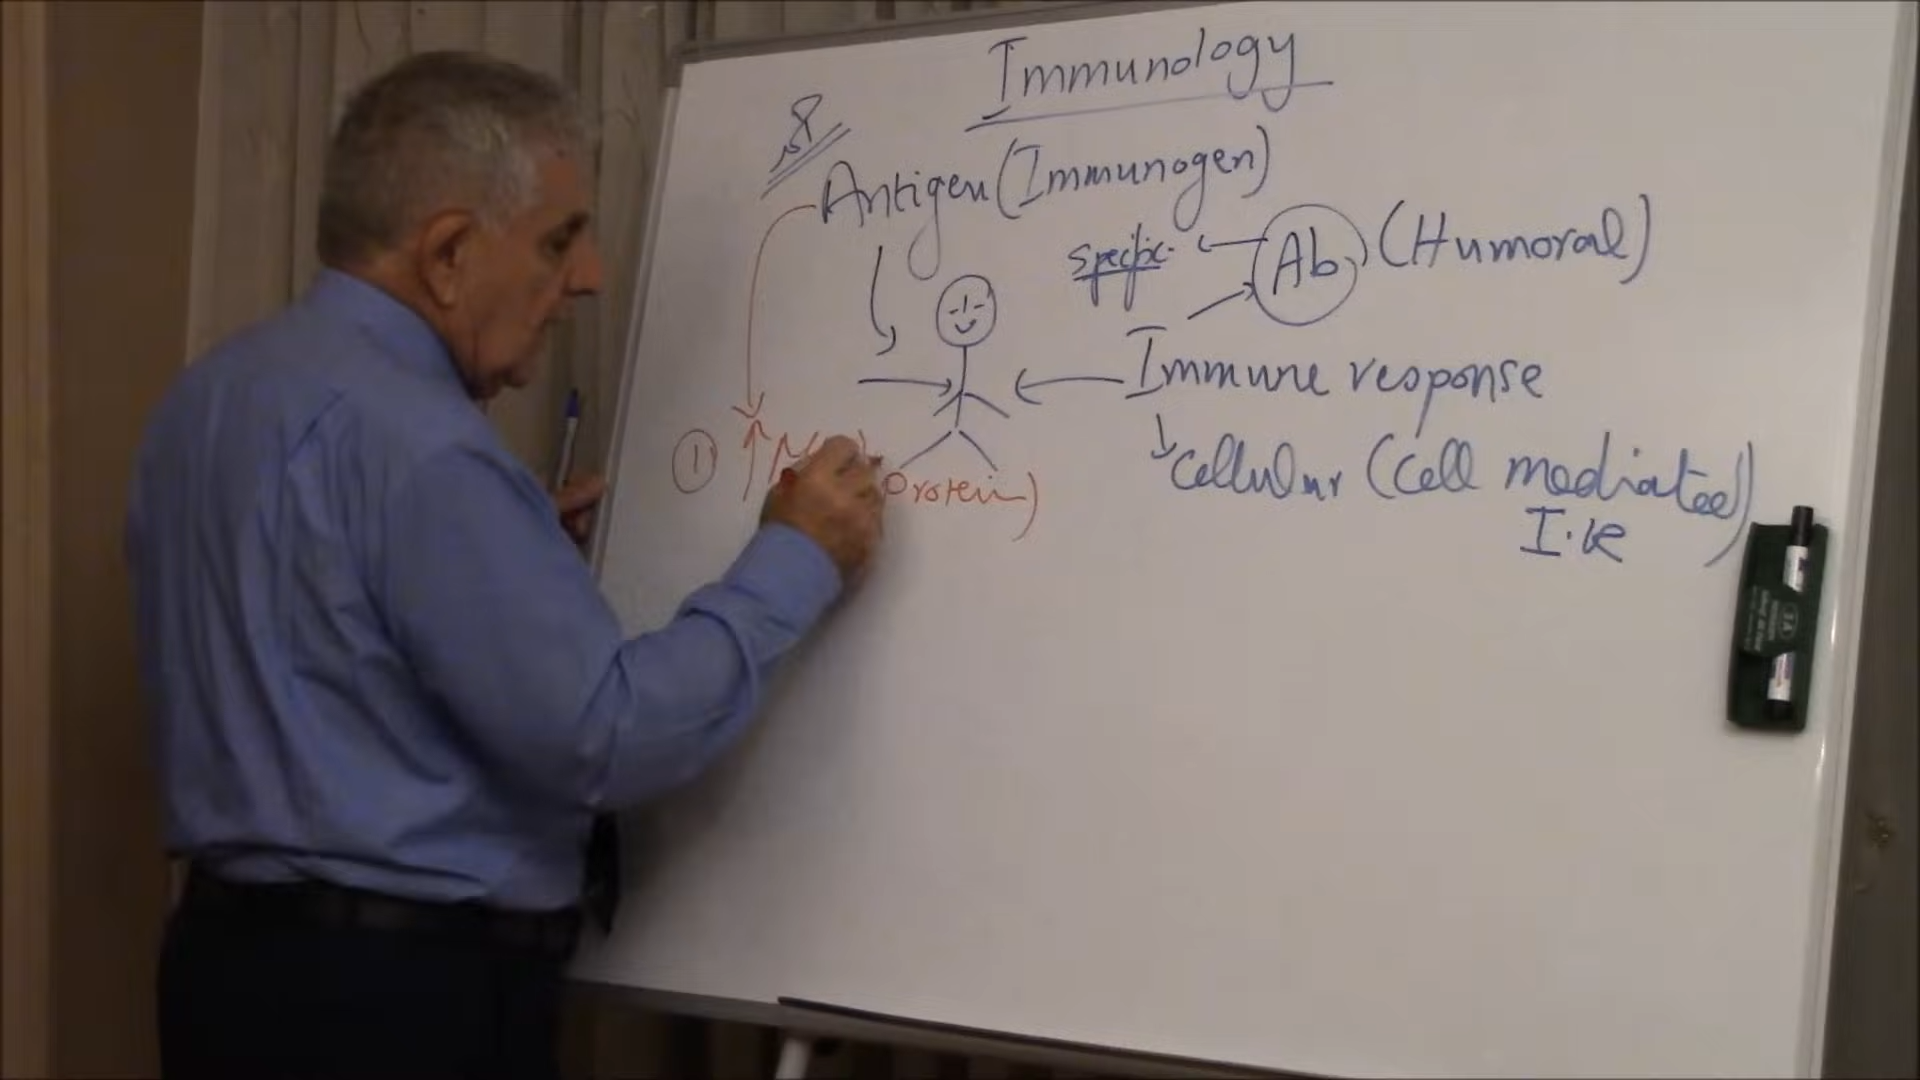 Immunology
Antigen (Immunogen)
specific
Ab
(Humoral)
Immune response
cellular (cell mediated)
I.R
① ↑
protein)